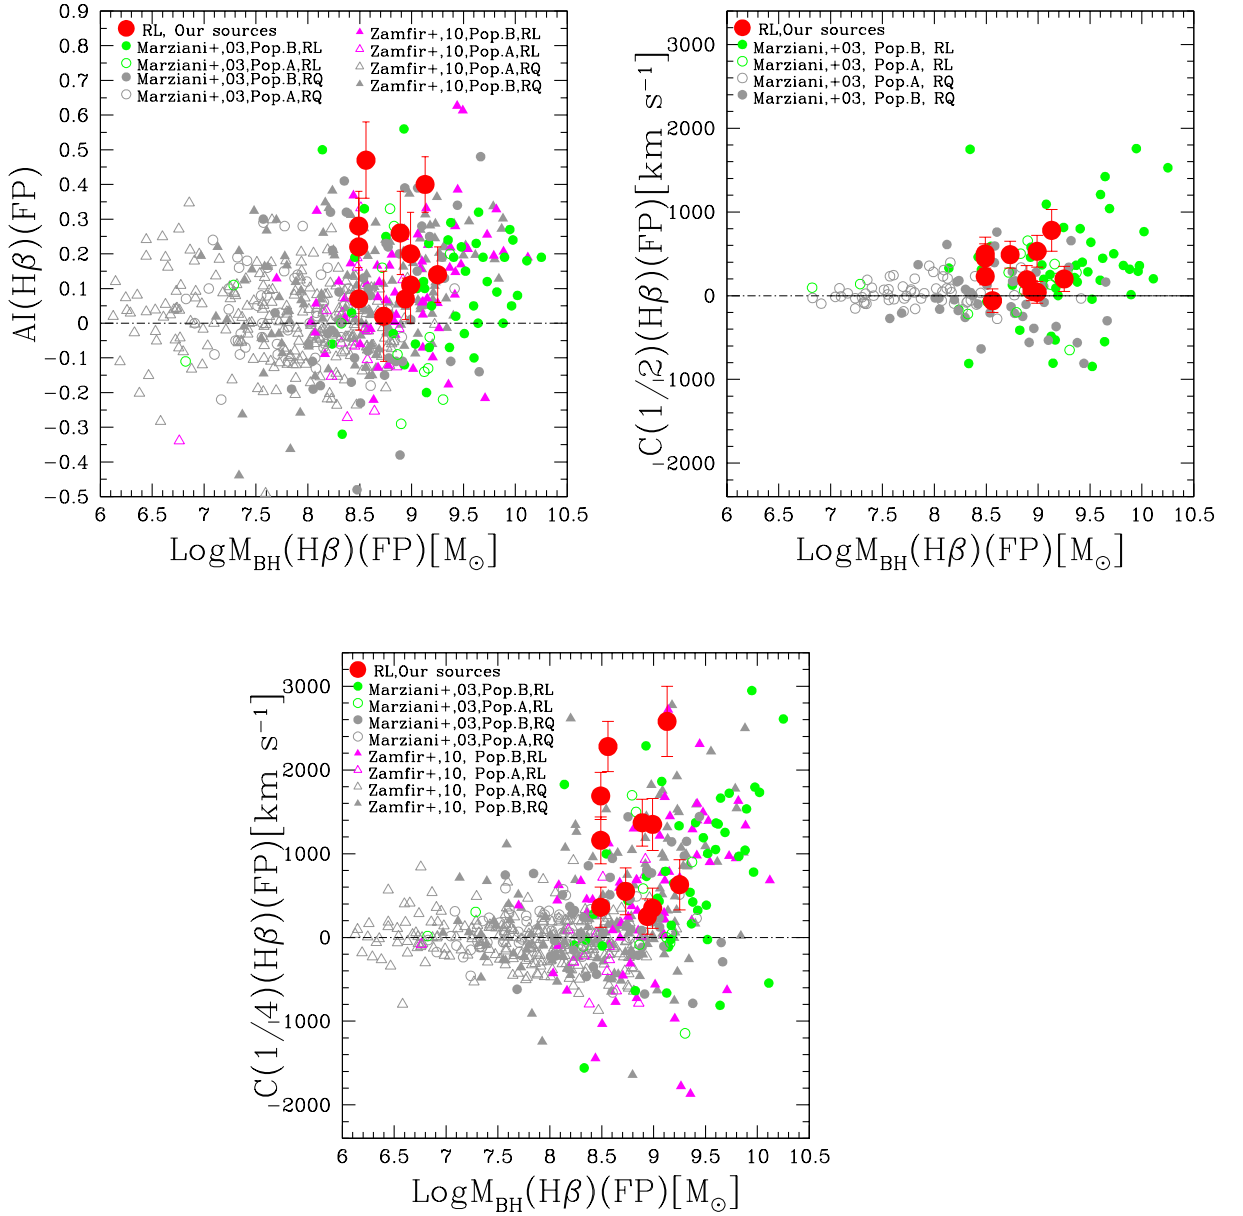 RL, Our sources
Marziani+,03,Pop.B,RL
Marziani+,03,Pop.A,RL
Marziani+,03,Pop.B,RQ
Marziani+,03,Pop.A,RQ
Zamfir+,10,Pop.B,RL
Zamfir+,10,Pop.A,RL
Zamfir+,10,Pop.A,RQ
Zamfir+,10,Pop.B,RQ
AI(Hβ)(FP)
0.9
0.8
0.7
0.6
0.5
0.4
0.3
0.2
0.1
0
-0.1
-0.2
-0.3
-0.4
-0.5
6 6.5 7 7.5 8 8.5 9 9.5 10 10.5
LogM_BH(Hβ)(FP)[M⊙]
RL,Our sources
Marziani,+03, Pop.B, RL
Marziani,+03, Pop.A, RL
Marziani,+03, Pop.A, RQ
Marziani,+03, Pop.B, RQ
C(1/2)(Hβ)(FP)[km s⁻¹]
3000
2000
1000
0
-1000
-2000
6 6.5 7 7.5 8 8.5 9 9.5 10 10.5
LogM_BH(Hβ)(FP)[M⊙]
RL,Our sources
Marziani+,03,Pop.B,RL
Marziani+,03,Pop.A,RL
Marziani+,03,Pop.B,RQ
Marziani+,03,Pop.A,RQ
Zamfir+,10, Pop.B,RL
Zamfir+,10, Pop.A,RL
Zamfir+,10, Pop.A,RQ
Zamfir+,10, Pop.B,RQ
C(1/4)(Hβ)(FP)[km s⁻¹]
3000
2000
1000
0
-1000
-2000
6 6.5 7 7.5 8 8.5 9 9.5 10 10.5
LogM_BH(Hβ)(FP)[M⊙]